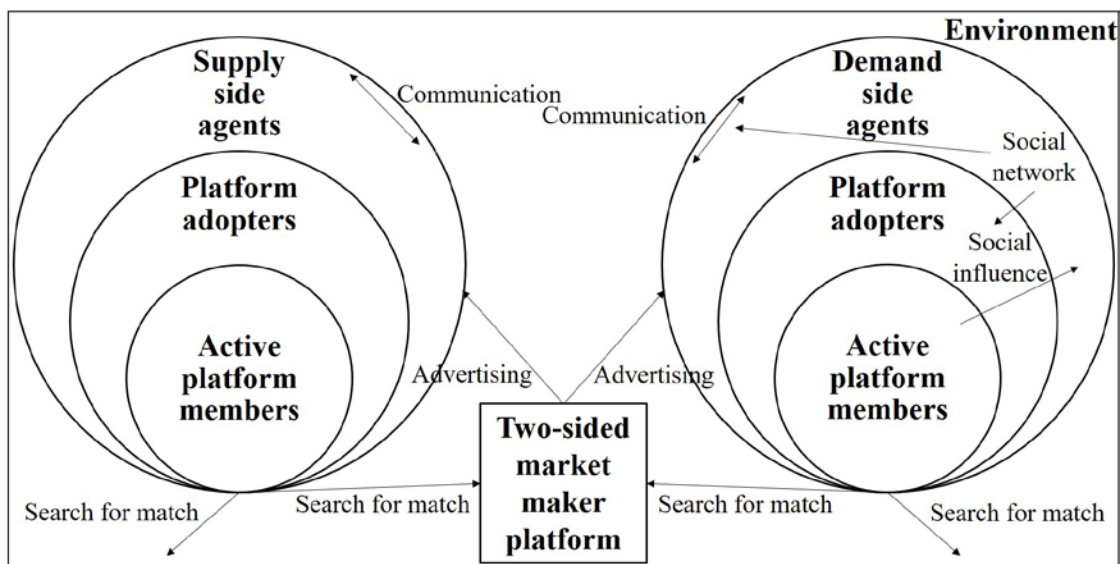 Environment
Supply
side
agents
Communication
Platform
adopters
Active
platform
members
Demand
side
agents
Communication
Social
network
Platform
adopters
Social
influence
Active
platform
members
Advertising
Advertising
Two-sided
market
maker
platform
Search for match
Search for match
Search for match
Search for match